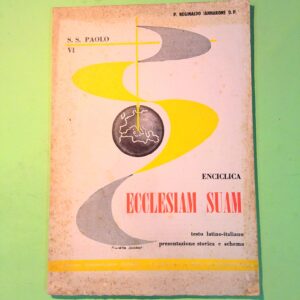 P. REGINALDO IANNARONE O.P.
S. S. PAOLO
VI
ENCICLICA
ECCLESIAM SUAM
testo latino-italiano
presentazione storica e schema